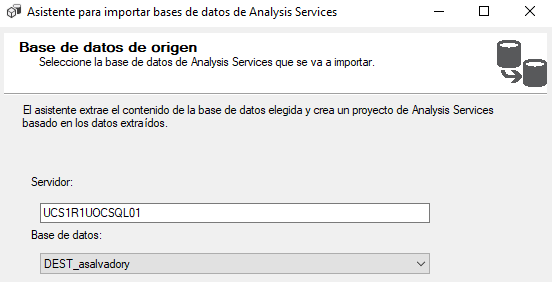 Asistente para importar bases de datos de Analysis Services
Base de datos de origen
Seleccione la base de datos de Analysis Services que se va a importar.
El asistente extrae el contenido de la base de datos elegida y crea un proyecto de Analysis Services
basado en los datos extraídos.
Servidor:
UCS1R1UOCSQL01
Base de datos:
DEST_asalvadory